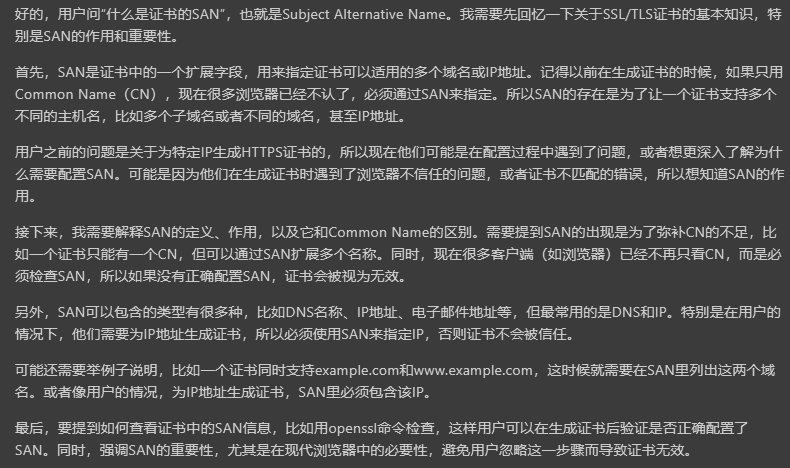 好的，用户问“什么是证书的SAN”，也就是Subject Alternative Name。我需要先回忆一下关于SSL/TLS证书的基本知识，特
别是SAN的作用和重要性。
首先，SAN是证书中的一个扩展字段，用来指定证书可以适用的多个域名或IP地址。记得以前在生成证书的时候，如果只用
Common Name（CN），现在很多浏览器已经不认了，必须通过SAN来指定。所以SAN的存在是为了让一个证书支持多个
不同的主机名，比如多个子域名或者不同的域名，甚至IP地址。
用户之前的问题是关于为特定IP生成HTTPS证书的，所以现在他们可能是在配置过程中遇到了问题，或者想更深入了解为什
么需要配置SAN。可能是因为他们在生成证书时遇到了浏览器不信任的问题，或者证书不匹配的错误，所以想知道SAN的作
用。
接下来，我需要解释SAN的定义、作用，以及它和Common Name的区别。需要提到SAN的出现是为了弥补CN的不足，比
如一个证书只能有一个CN，但可以通过SAN扩展多个名称。同时，现在很多客户端（如浏览器）已经不再只看CN，而是必
须检查SAN，所以如果没有正确配置SAN，证书会被视为无效。
另外，SAN可以包含的类型有很多种，比如DNS名称、IP地址、电子邮件地址等，但最常用的是DNS和IP。特别是在用户的
情况下，他们需要为IP地址生成证书，所以必须使用SAN来指定IP，否则证书不会被信任。
可能还需要举例子说明，比如一个证书同时支持example.com和www.example.com，这时候就需要在SAN里列出这两个域
名。或者像用户的情况，为IP地址生成证书，SAN里必须包含该IP。
最后，要提到如何查看证书中的SAN信息，比如用openssl命令检查，这样用户可以在生成证书后验证是否正确配置了
SAN。同时，强调SAN的重要性，尤其是在现代浏览器中的必要性，避免用户忽略这一步骤而导致证书无效。